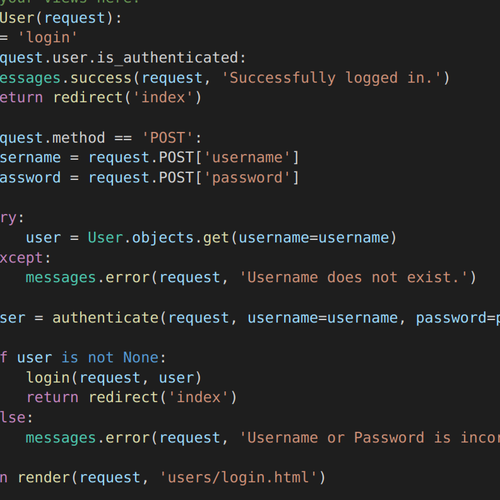 your views here.
User(request):
= 'login'
quest.user.is_authenticated:
essages.success(request, 'Successfully logged in.')
eturn redirect('index')
quest.method == 'POST':
sername = request.POST['username']
assword = request.POST['password']
ry:
user = User.objects.get(username=username)
xcept:
messages.error(request, 'Username does not exist.')
ser = authenticate(request, username=username, password=p
f user is not None:
login(request, user)
return redirect('index')
lse:
messages.error(request, 'Username or Password is incor
n render(request, 'users/login.html')